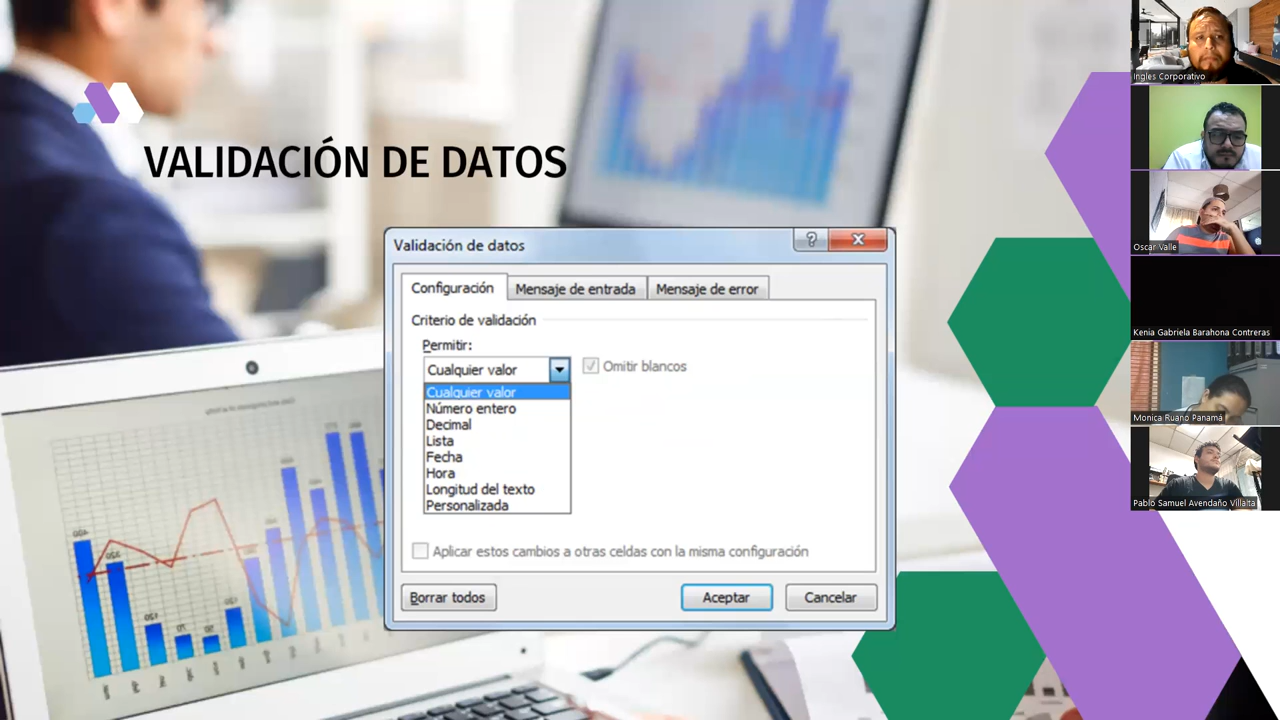 VALIDACIÓN DE DATOS
Validación de datos
Configuración
Mensaje de entrada
Mensaje de error
Criterio de validación
Permitir:
Cualquier valor
Omitir blancos
Cualquier valor
Número entero
Decimal
Lista
Fecha
Hora
Longitud del texto
Personalizada
Aplicar estos cambios a otras celdas con la misma configuración
Borrar todos
Aceptar
Cancelar
Ingles Corporativo
Oscar Valle
Kenia Gabriela Barahona Contreras
Monica Ruano Panamá
Pablo Samuel Avendaño Villalta